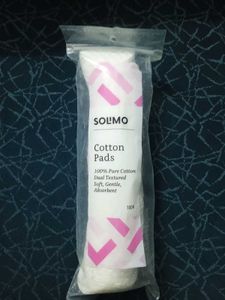 SOLIMO
Cotton
Pads
100% Pure Cotton
Dual Textured
Soft, Gentle,
Absorbent